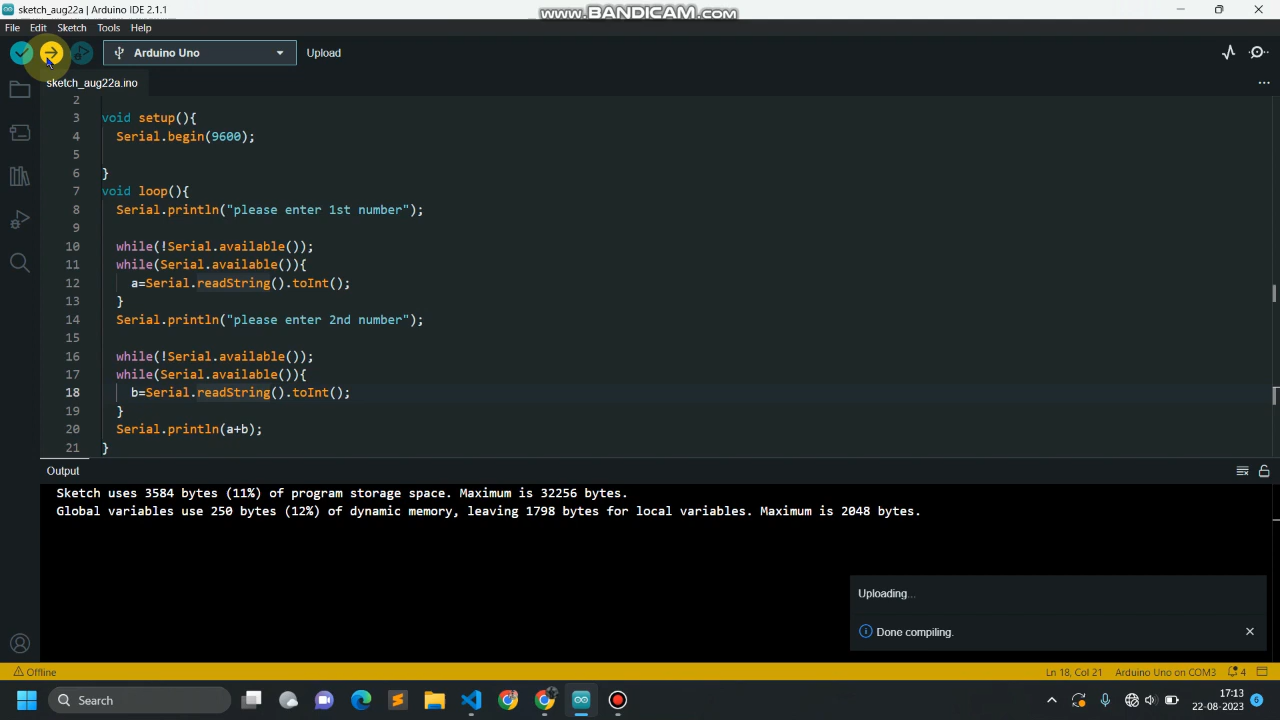 sketch_aug22a | Arduino IDE 2.1.1
www.BANDICAM.com
File Edit Sketch Tools Help
Arduino Uno
Upload
sketch_aug22a.ino
2
3 void setup(){
4 Serial.begin(9600);
5
6 }
7 void loop(){
8 Serial.println("please enter 1st number");
9
10 while(!Serial.available());
11 while(Serial.available()){
12 a=Serial.readString().toInt();
13 }
14 Serial.println("please enter 2nd number");
15
16 while(!Serial.available());
17 while(Serial.available()){
18 b=Serial.readString().toInt();
19 }
20 Serial.println(a+b);
21 }
Output
Sketch uses 3584 bytes (11%) of program storage space. Maximum is 32256 bytes.
Global variables use 250 bytes (12%) of dynamic memory, leaving 1798 bytes for local variables. Maximum is 2048 bytes.
Uploading...
Done compiling.
Offline
Ln 18, Col 21 Arduino Uno on COM3 4
Search
17:13
22-08-2023
6